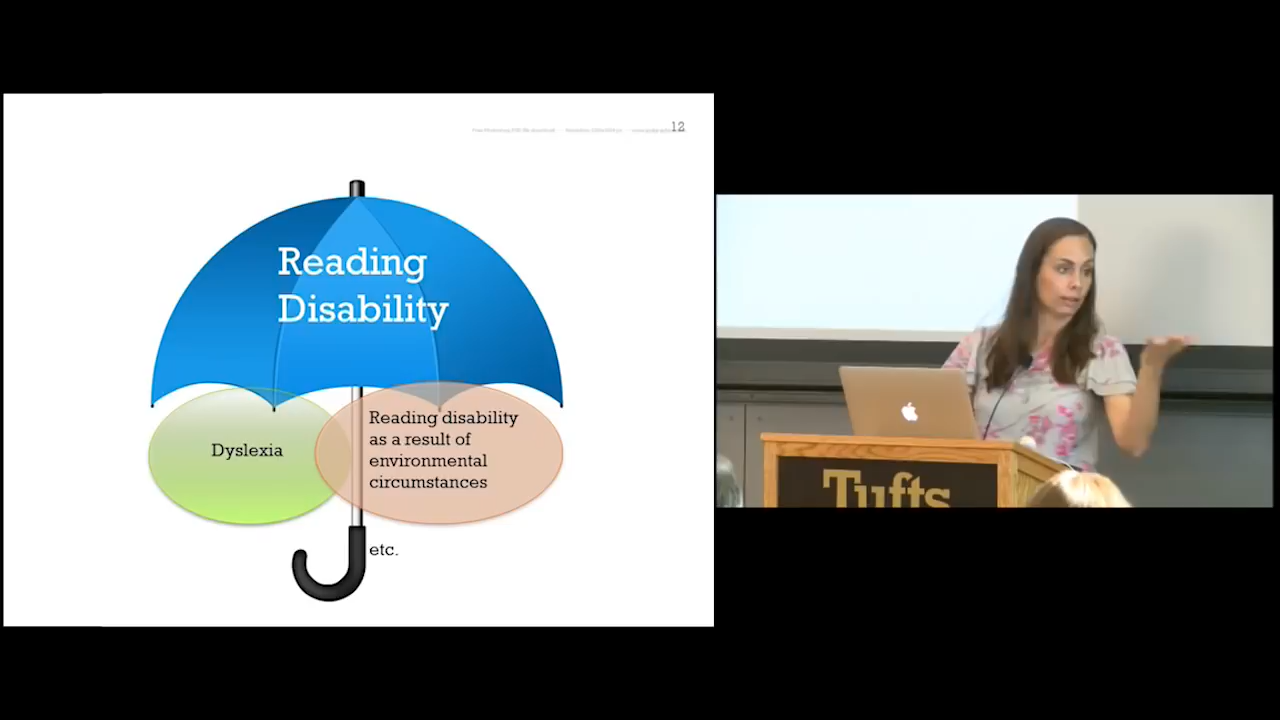 12
Reading
Disability
Dyslexia
Reading disability
as a result of
environmental
circumstances
etc.
Tufts